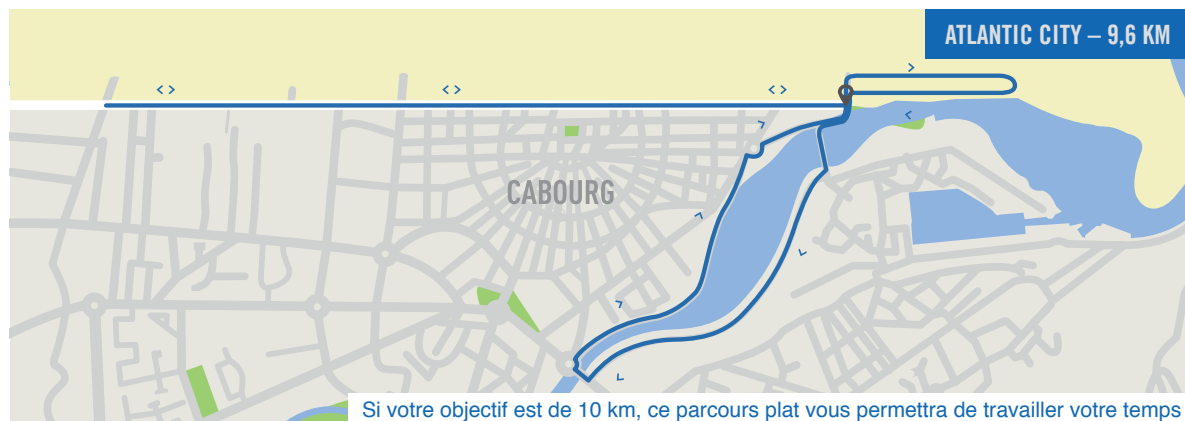 ATLANTIC CITY – 9,6 KM
CABOURG
Si votre objectif est de 10 km, ce parcours plat vous permettra de travailler votre temps